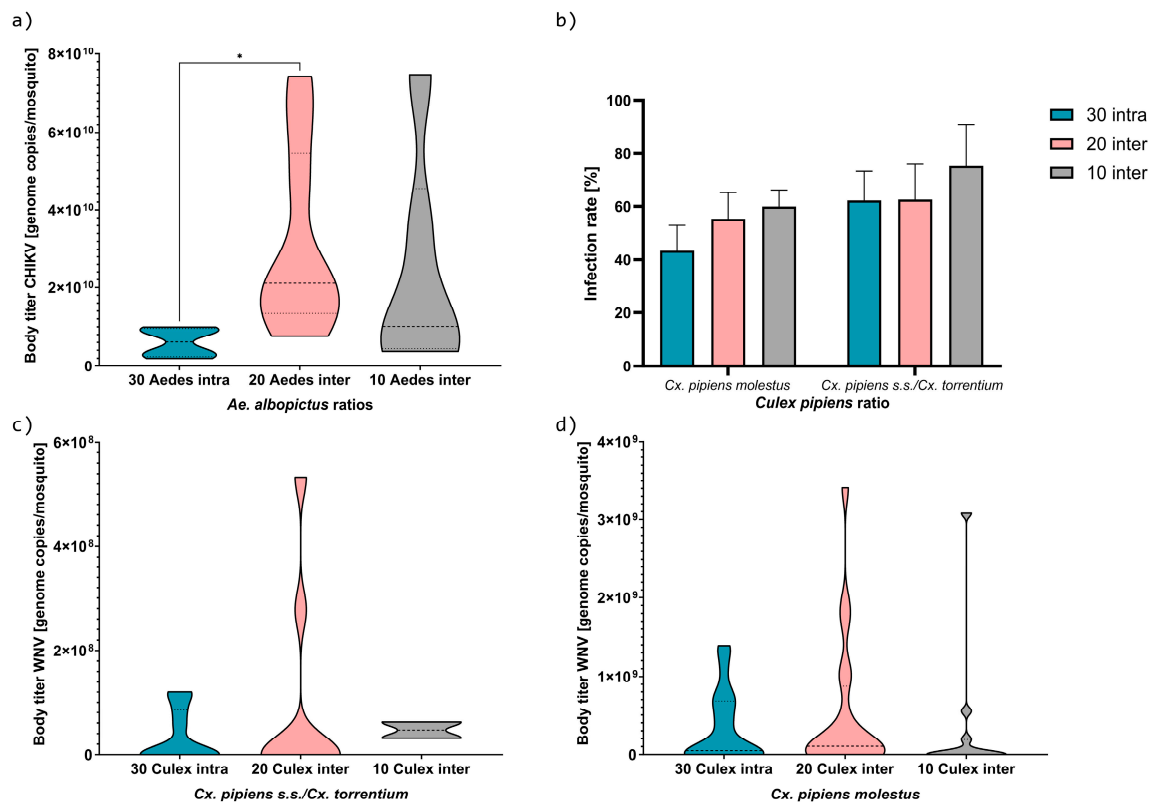 a)
Body titer CHIKV [genome copies/mosquito]
8×10¹⁰
6×10¹⁰
4×10¹⁰
2×10¹⁰
0
*
30 Aedes intra 20 Aedes inter 10 Aedes inter
Ae. albopictus ratios
b)
Infection rate [%]
100
80
60
40
20
0
Cx. pipiens molestus Cx. pipiens s.s./Cx. torrentium
Culex pipiens ratio
30 intra
20 inter
10 inter
c)
Body titer WNV [genome copies/mosquito]
6×10⁸
4×10⁸
2×10⁸
0
30 Culex intra 20 Culex inter 10 Culex inter
Cx. pipiens s.s./Cx. torrentium
d)
Body titer WNV [genome copies/mosquito]
4×10⁹
3×10⁹
2×10⁹
1×10⁹
0
30 Culex intra 20 Culex inter 10 Culex inter
Cx. pipiens molestus